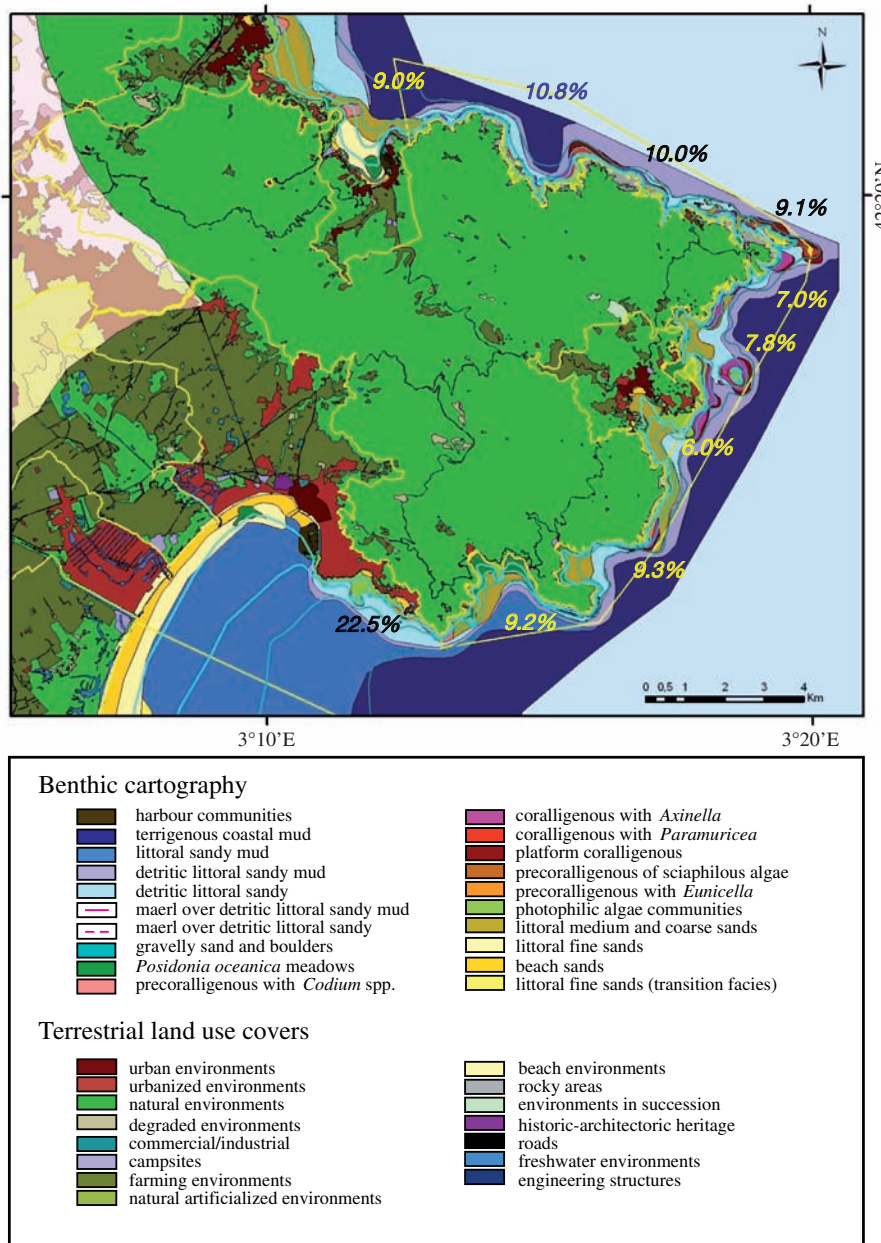 N
9.0%
10.8%
10.0%
9.1%
42°20'N
7.0%
7.8%
6.0%
9.3%
9.2%
22.5%
0 0,5 1 2 3 4
Km
3°10'E 3°20'E
Benthic cartography
harbour communities
terrigenous coastal mud
littoral sandy mud
detritic littoral sandy mud
detritic littoral sandy
maerl over detritic littoral sandy mud
maerl over detritic littoral sandy
gravelly sand and boulders
Posidonia oceanica meadows
precoralligenous with Codium spp.
coralligenous with Axinella
coralligenous with Paramuricea
platform coralligenous
precoralligenous of sciaphilous algae
precoralligenous with Eunicella
photophilic algae communities
littoral medium and coarse sands
littoral fine sands
beach sands
littoral fine sands (transition facies)
Terrestrial land use covers
urban environments
urbanized environments
natural environments
degraded environments
commercial/industrial
campsites
farming environments
natural artificialized environments
beach environments
rocky areas
environments in succession
historic-architectoric heritage
roads
freshwater environments
engineering structures